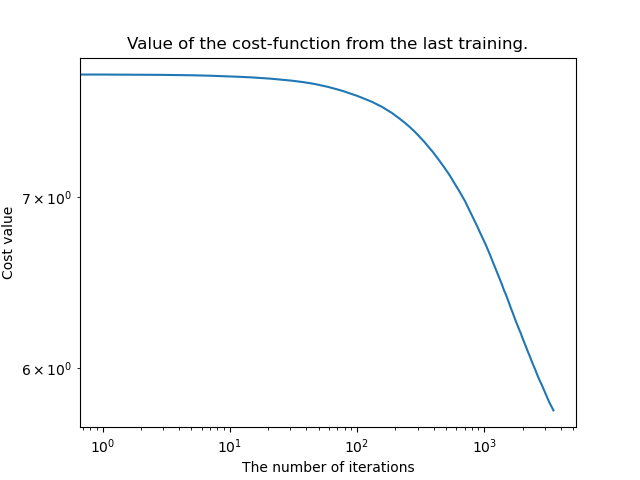 Value of the cost-function from the last training.
7 × 10⁰
Cost value
6 × 10⁰
10⁰ 10¹ 10² 10³
The number of iterations